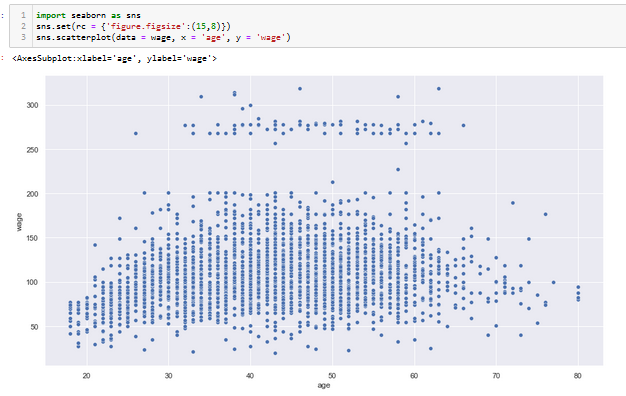 1 import seaborn as sns
2 sns.set(rc = {'figure.figsize':(15,8)})
3 sns.scatterplot(data = wage, x = 'age', y = 'wage')
: <AxesSubplot:xlabel='age', ylabel='wage'>
300
250
200
wage
150
100
50
20 30 40 50 60 70 80
age